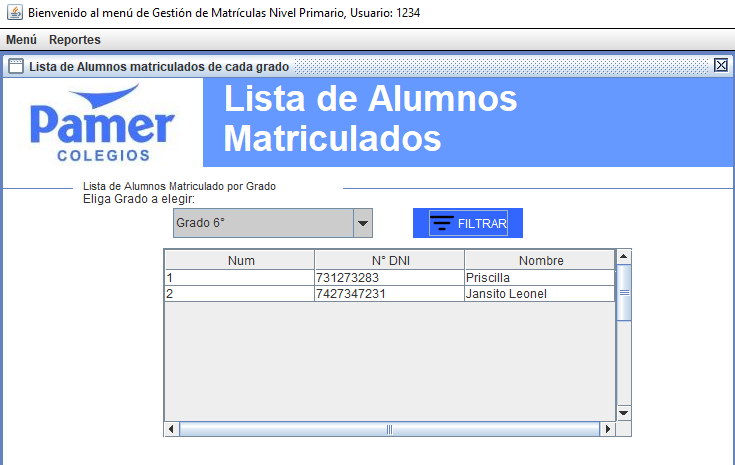 Bienvenido al menú de Gestión de Matrículas Nivel Primario, Usuario: 1234
Menú Reportes
Lista de Alumnos matriculados de cada grado
Pamer
COLEGIOS
Lista de Alumnos
Matriculados
Lista de Alumnos Matriculado por Grado
Eliga Grado a elegir:
Grado 6° FILTRAR
Num N° DNI Nombre
1 731273283 Priscilla
2 7427347231 Jansito Leonel